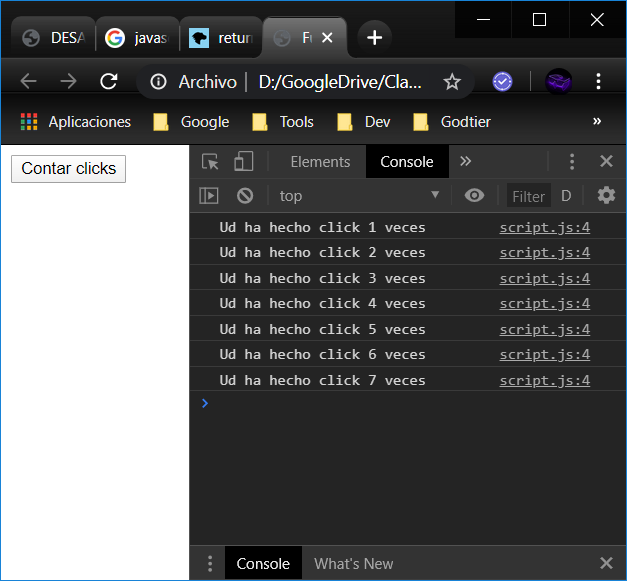 DESA
javas
return
Fu
Archivo | D:/GoogleDrive/Cla...
Aplicaciones Google Tools Dev Godtier »
Contar clicks
Elements Console »
top Filter D
Ud ha hecho click 1 veces script.js:4
Ud ha hecho click 2 veces script.js:4
Ud ha hecho click 3 veces script.js:4
Ud ha hecho click 4 veces script.js:4
Ud ha hecho click 5 veces script.js:4
Ud ha hecho click 6 veces script.js:4
Ud ha hecho click 7 veces script.js:4
Console What's New